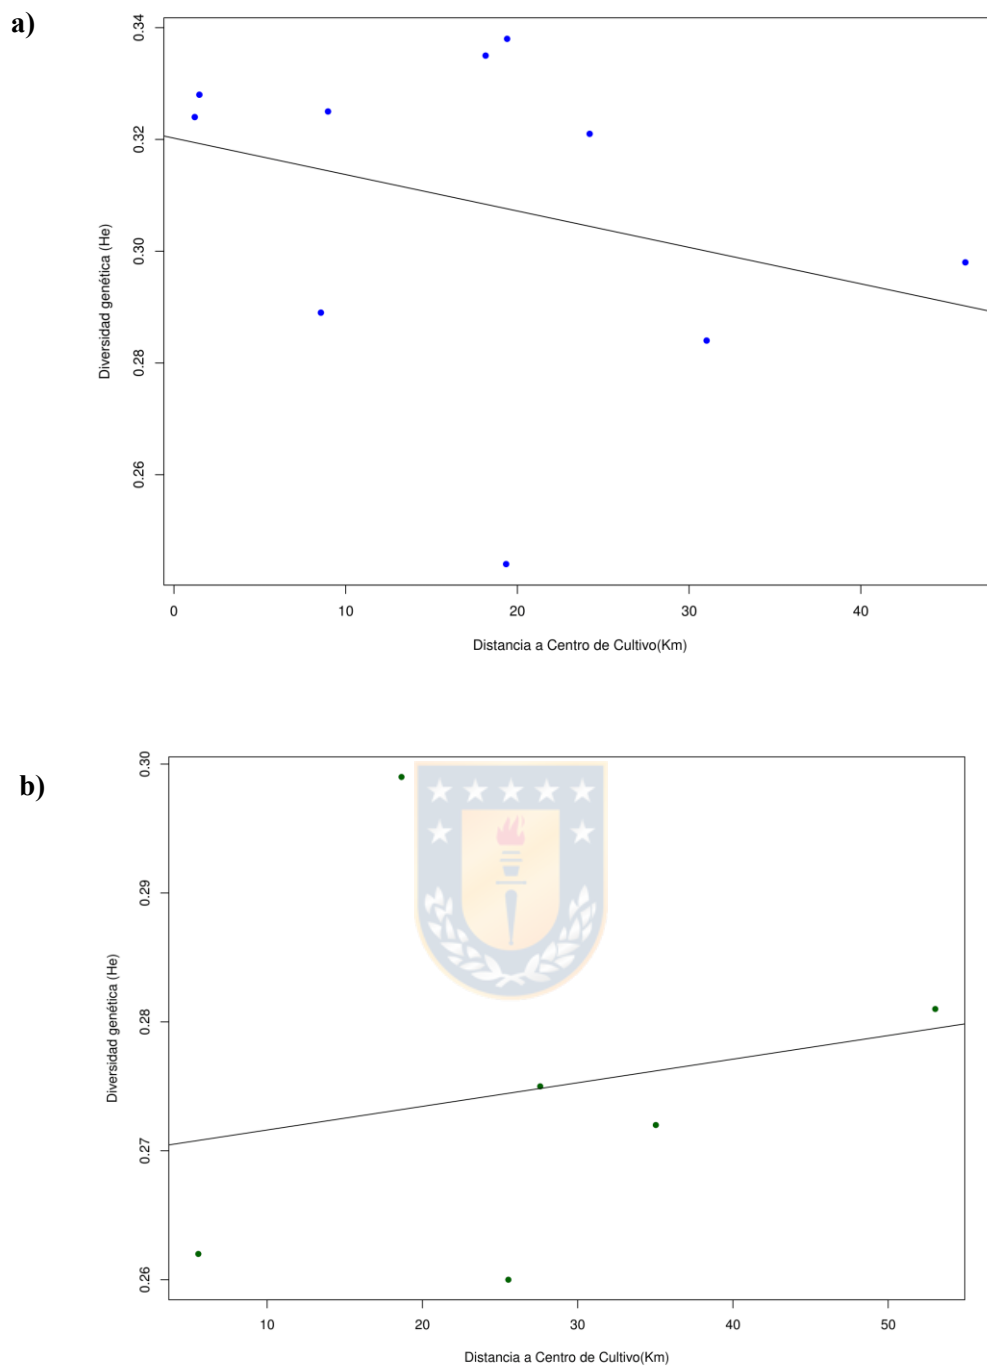 a)
0.34
0.32
0.30
0.28
0.26
Diversidad genética (He)
0 10 20 30 40
Distancia a Centro de Cultivo(Km)
b)
0.30
0.29
0.28
0.27
0.26
Diversidad genética (He)
10 20 30 40 50
Distancia a Centro de Cultivo(Km)